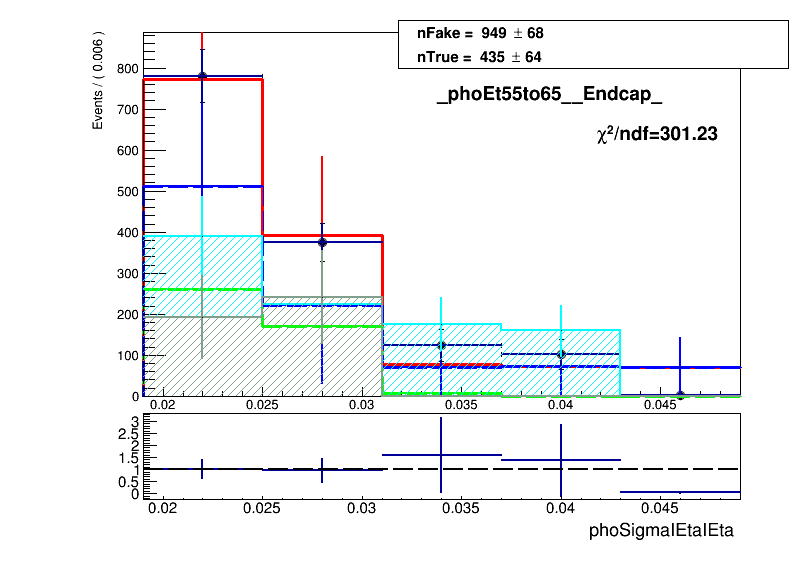 nFake = 949 ± 68
nTrue = 435 ± 64
_phoEt55to65__Endcap_
χ²/ndf=301.23
Events / ( 0.006 )
800
700
600
500
400
300
200
100
0
0.02 0.025 0.03 0.035 0.04 0.045
3
2.5
2
1.5
1
0.5
0
0.02 0.025 0.03 0.035 0.04 0.045
phoSigmaIEtaIEta